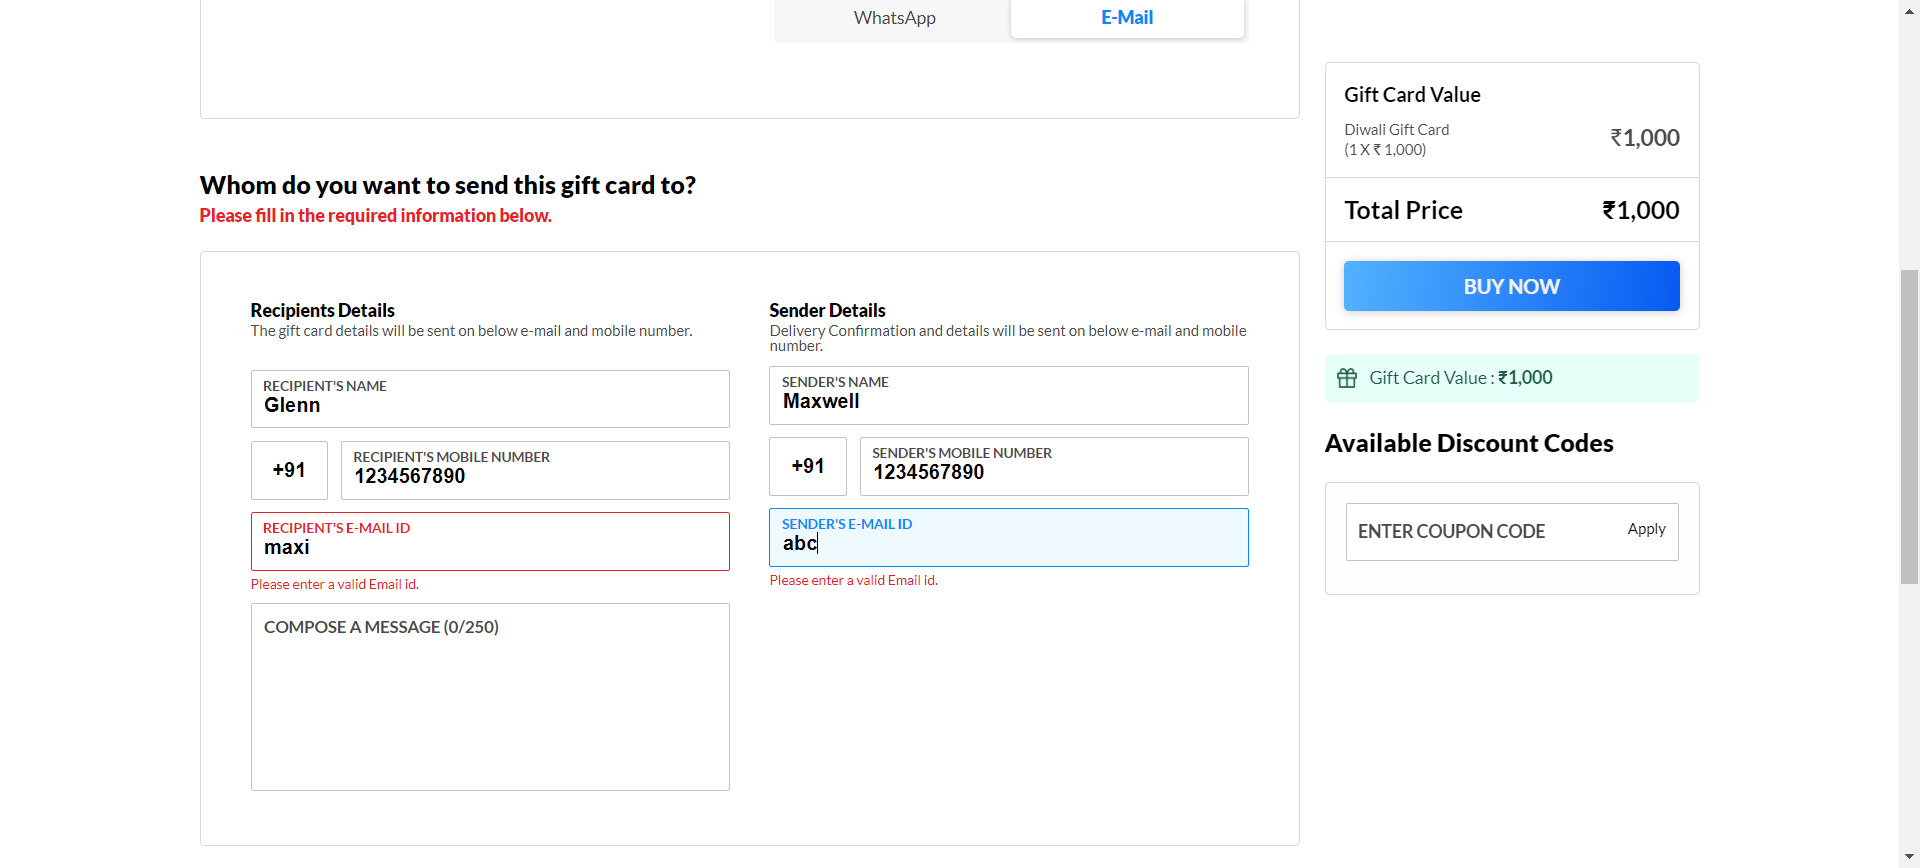 WhatsApp
E-Mail
Whom do you want to send this gift card to?
Please fill in the required information below.
Recipients Details
The gift card details will be sent on below e-mail and mobile number.
RECIPIENT'S NAME
Glenn
+91
RECIPIENT'S MOBILE NUMBER
1234567890
RECIPIENT'S E-MAIL ID
maxi
Please enter a valid Email id.
COMPOSE A MESSAGE (0/250)
Sender Details
Delivery Confirmation and details will be sent on below e-mail and mobile
number.
SENDER'S NAME
Maxwell
+91
SENDER'S MOBILE NUMBER
1234567890
SENDER'S E-MAIL ID
abc
Please enter a valid Email id.
Gift Card Value
Diwali Gift Card
(1 X ₹ 1,000)
₹1,000
Total Price
₹1,000
BUY NOW
Gift Card Value : ₹1,000
Available Discount Codes
ENTER COUPON CODE
Apply